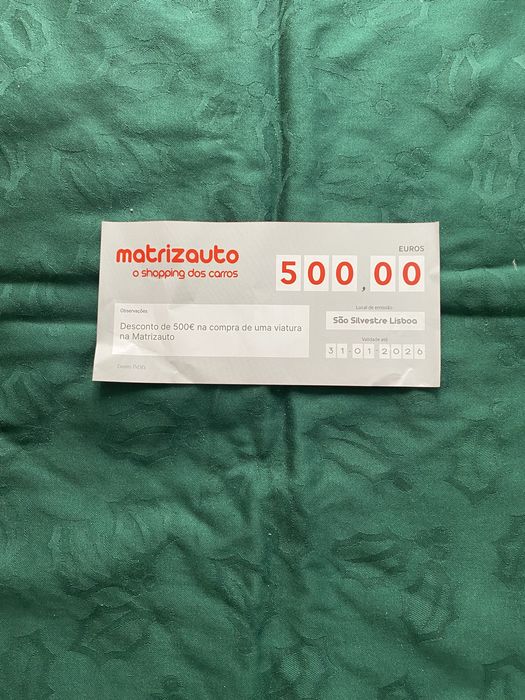 matrizauto
o shopping dos carros
EUROS
500,00
Observações
Desconto de 500€ na compra de uma viatura
na Matrizauto
Local de emissão
São Silvestre Lisboa
Validade até
31-01-2026